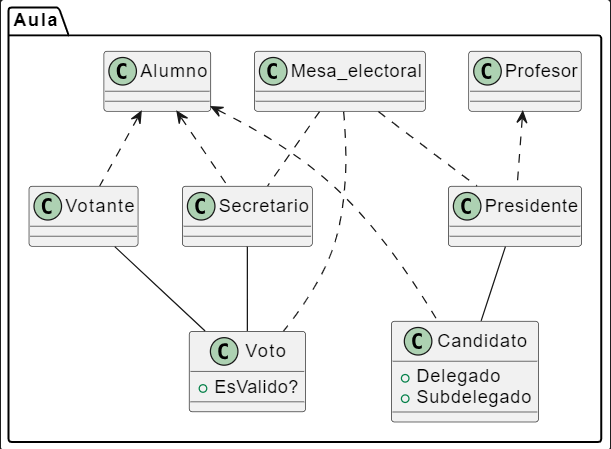 Aula
C Alumno
C Mesa_electoral
C Profesor
C Votante
C Secretario
C Presidente
C Voto
EsValido?
C Candidato
Delegado
Subdelegado